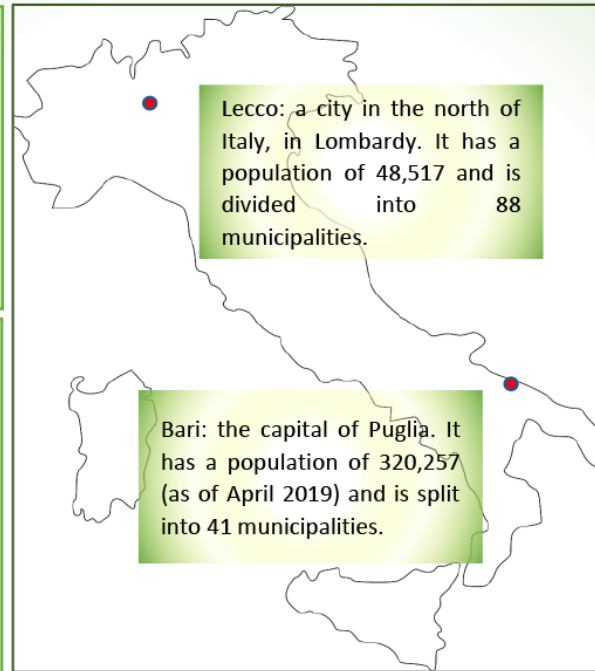 Lecco: a city in the north of
Italy, in Lombardy. It has a
population of 48,517 and is
divided into 88
municipalities.
Bari: the capital of Puglia. It
has a population of 320,257
(as of April 2019) and is split
into 41 municipalities.